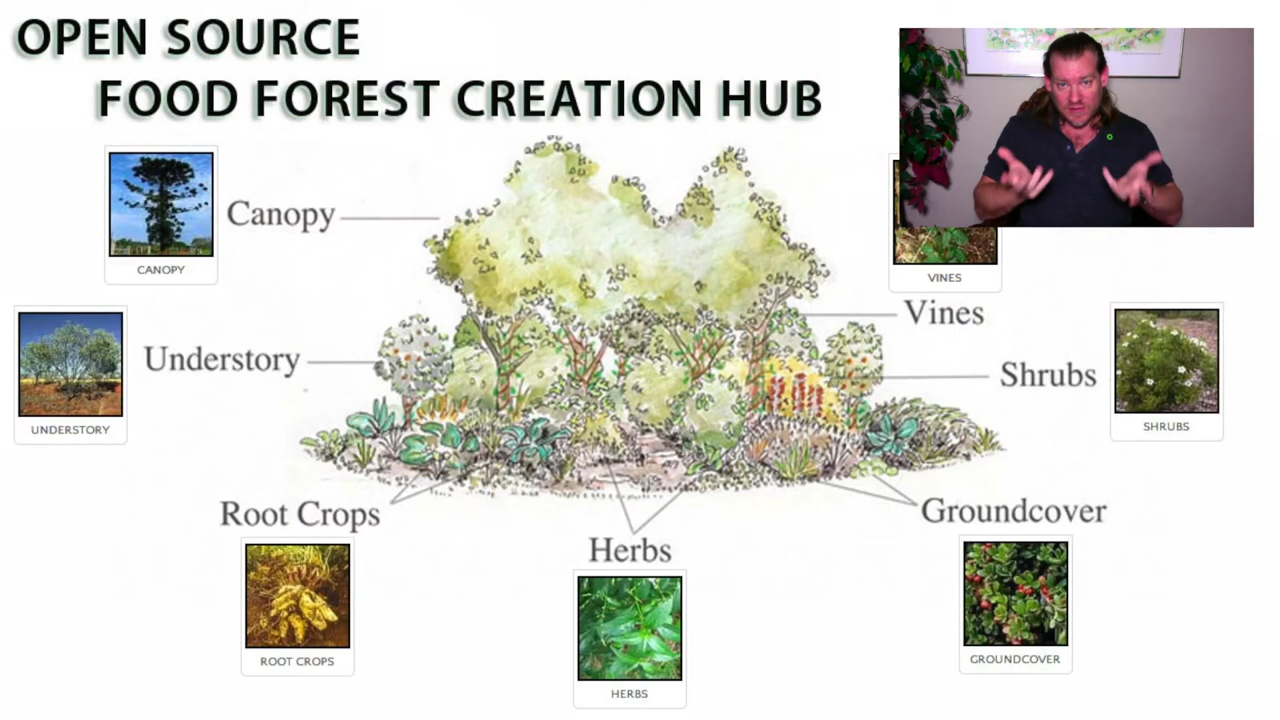 OPEN SOURCE
FOOD FOREST CREATION HUB
CANOPY
Canopy
VINES
Vines
UNDERSTORY
Understory
Shrubs
SHRUBS
Root Crops
ROOT CROPS
Herbs
HERBS
Groundcover
GROUNDCOVER